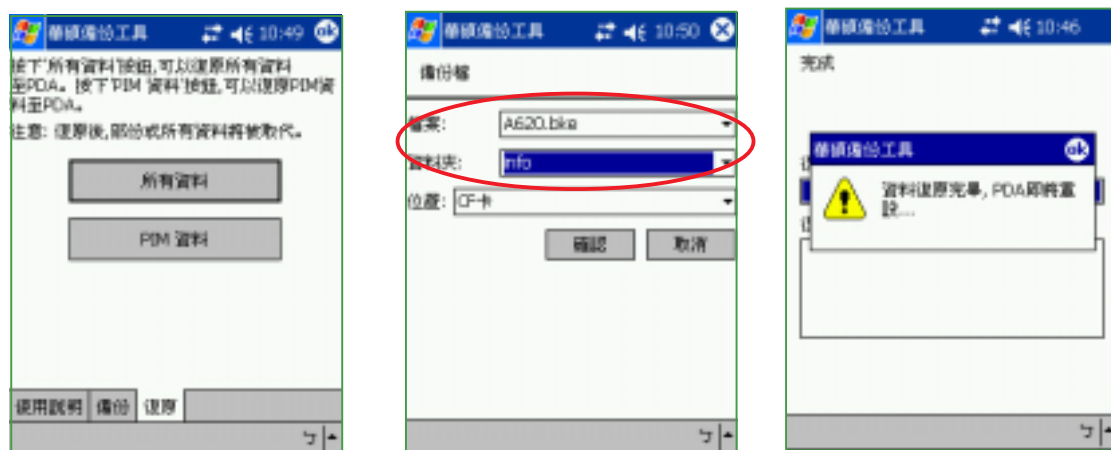 華碩備份工具 10:49 ok
按下'所有資料'按鈕,可以復原所有資料
至PDA。按下'PIM 資料'按鈕,可以復原PIM資
料至PDA。
注意: 復原後,部份或所有資料將被取代。
所有資料
PIM 資料
使用說明 備份 復原
ㄅ
華碩備份工具 10:50
備份檔
檔案: A620.bke
資料夾: info
位置: CF卡
確認 取消
ㄅ
華碩備份工具 10:46
完成
華碩備份工具 ok
資料復原完畢, PDA即將重
設...
ㄅ